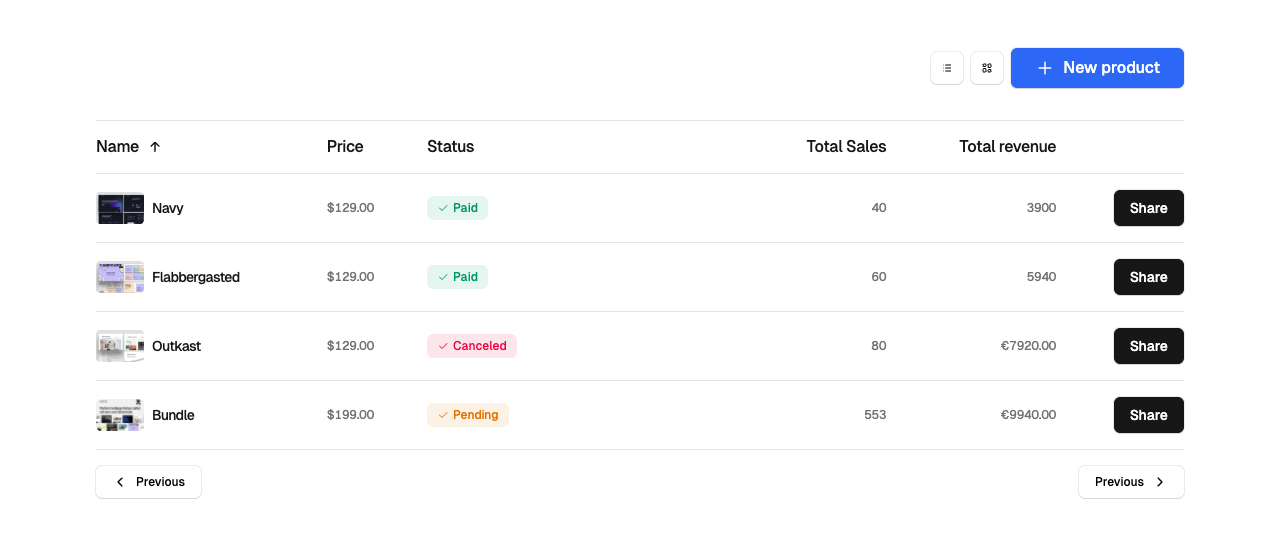 New product
Name Price Status Total Sales Total revenue
Navy $129.00 Paid 40 3900 Share
Flabbergasted $129.00 Paid 60 5940 Share
Outkast $129.00 Canceled 80 €7920.00 Share
Bundle $199.00 Pending 553 €9940.00 Share
Previous Previous